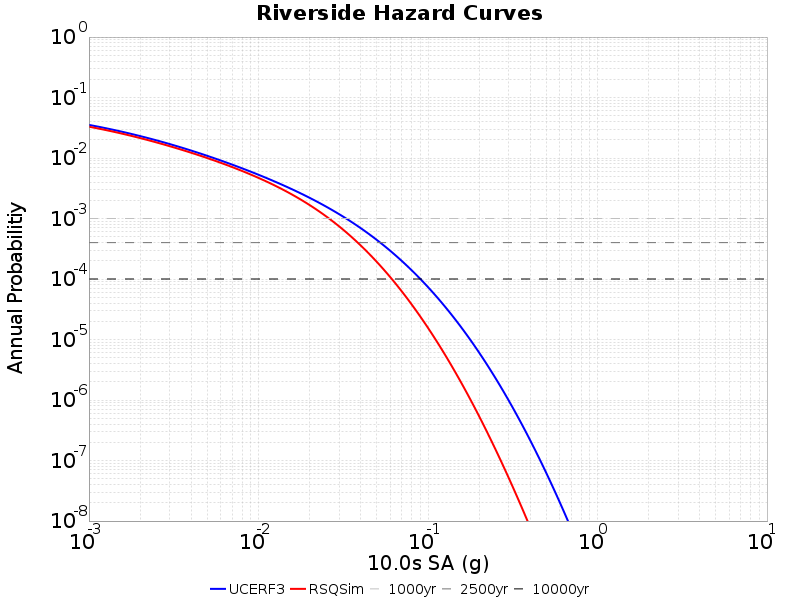 Riverside Hazard Curves
10^0
10^-1
10^-2
10^-3
10^-4
10^-5
10^-6
10^-7
10^-8
Annual Probabilitiy
10^-3 10^-2 10^-1 10^0 10^1
10.0s SA (g)
UCERF3 RSQSim 1000yr 2500yr 10000yr